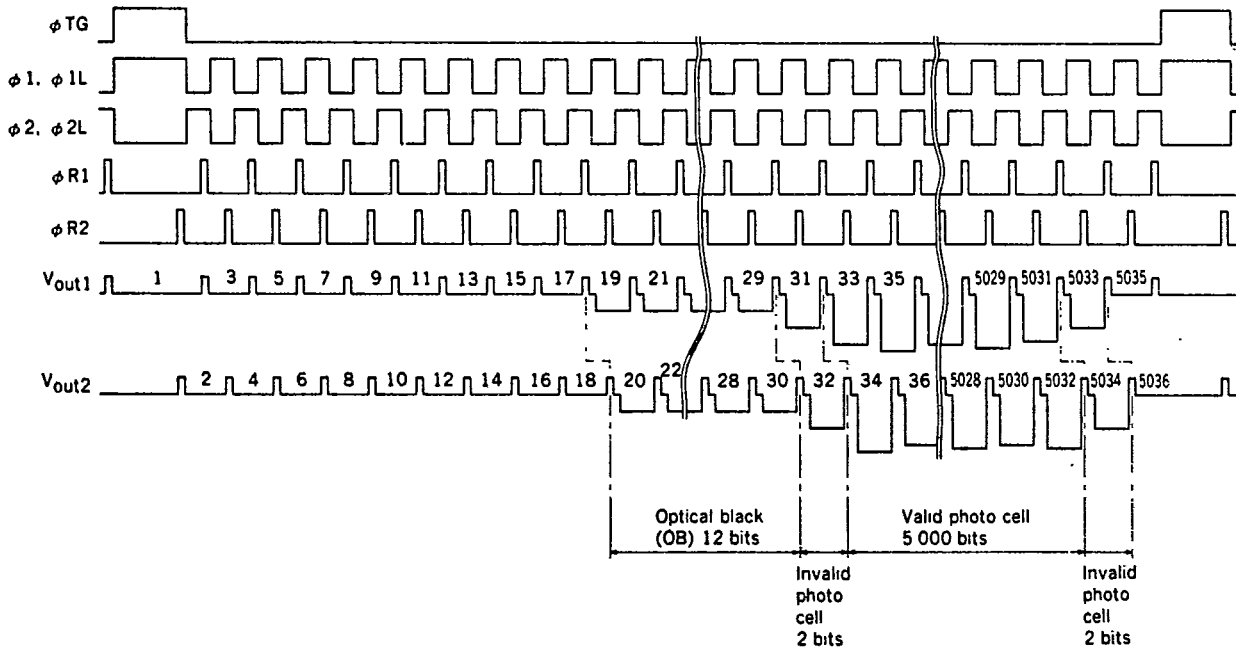 φTG
φ1, φ1L
φ2, φ2L
φR1
φR2
Vout1 1 3 5 7 9 11 13 15 17 19 21 29 31 33 35 5029 5031 5033 5035
Vout2 2 4 6 8 10 12 14 16 18 20 22 28 30 32 34 36 5028 5030 5032 5034 5036
Optical black
(OB) 12 bits
Valid photo cell
5 000 bits
Invalid
photo
cell
2 bits
Invalid
photo
cell
2 bits